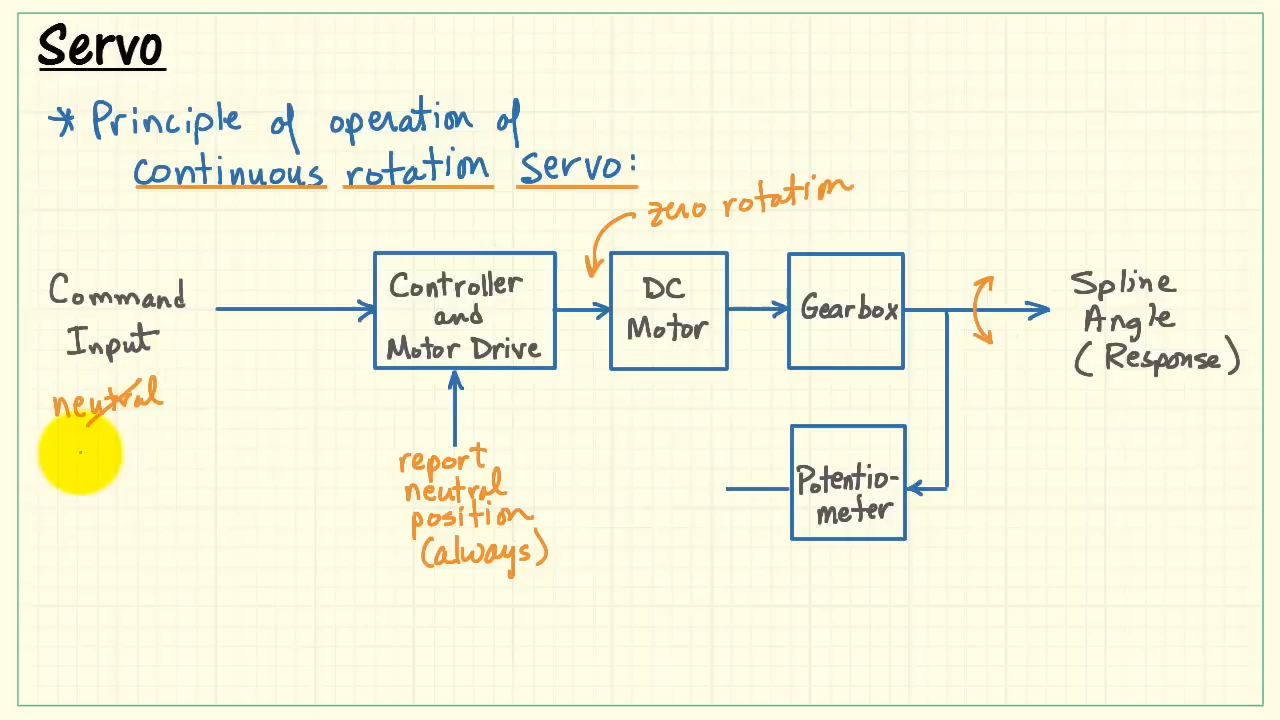 Servo
* Principle of operation of
continuous rotation servo:
zero rotation
Command
Input
neutral
Controller
and
Motor Drive
DC
Motor
Gearbox
Spline
Angle
(Response)
report
neutral
position
(always)
Potentio-
meter